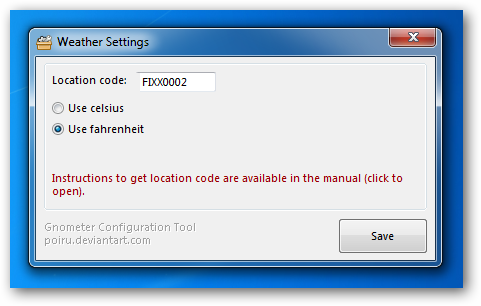 Weather Settings
Location code: FIXX0002
Use celsius
Use fahrenheit
Instructions to get location code are available in the manual (click to
open).
Gnometer Configuration Tool
poiru.deviantart.com
Save